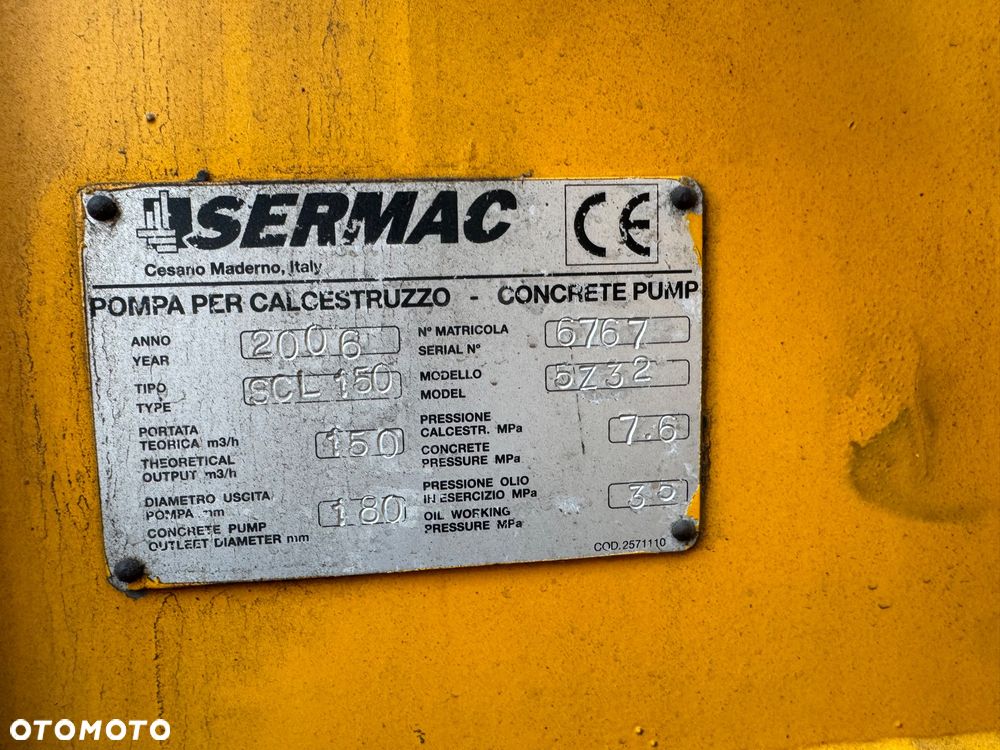 SERMAC
CE
Cesano Maderno, Italy
POMPA PER CALCESTRUZZO - CONCRETE PUMP
ANNO
YEAR
2006
N° MATRICOLA
SERIAL N°
6767
TIPO
TYPE
SCL 150
MODELLO
MODEL
5Z32
PORTATA
TEORICA m3/h
THEORETICAL
OUTPUT m3/h
150
PRESSIONE
CALCESTR. MPa
CONCRETE
PRESSURE MPa
7.6
DIAMETRO USCITA
POMPA mm
CONCRETE PUMP
OUTLEET DIAMETER mm
180
PRESSIONE OLIO
IN ESERCIZIO MPa
OIL WORKING
PRESSURE MPa
35
COD. 2571110
OTOMOTO